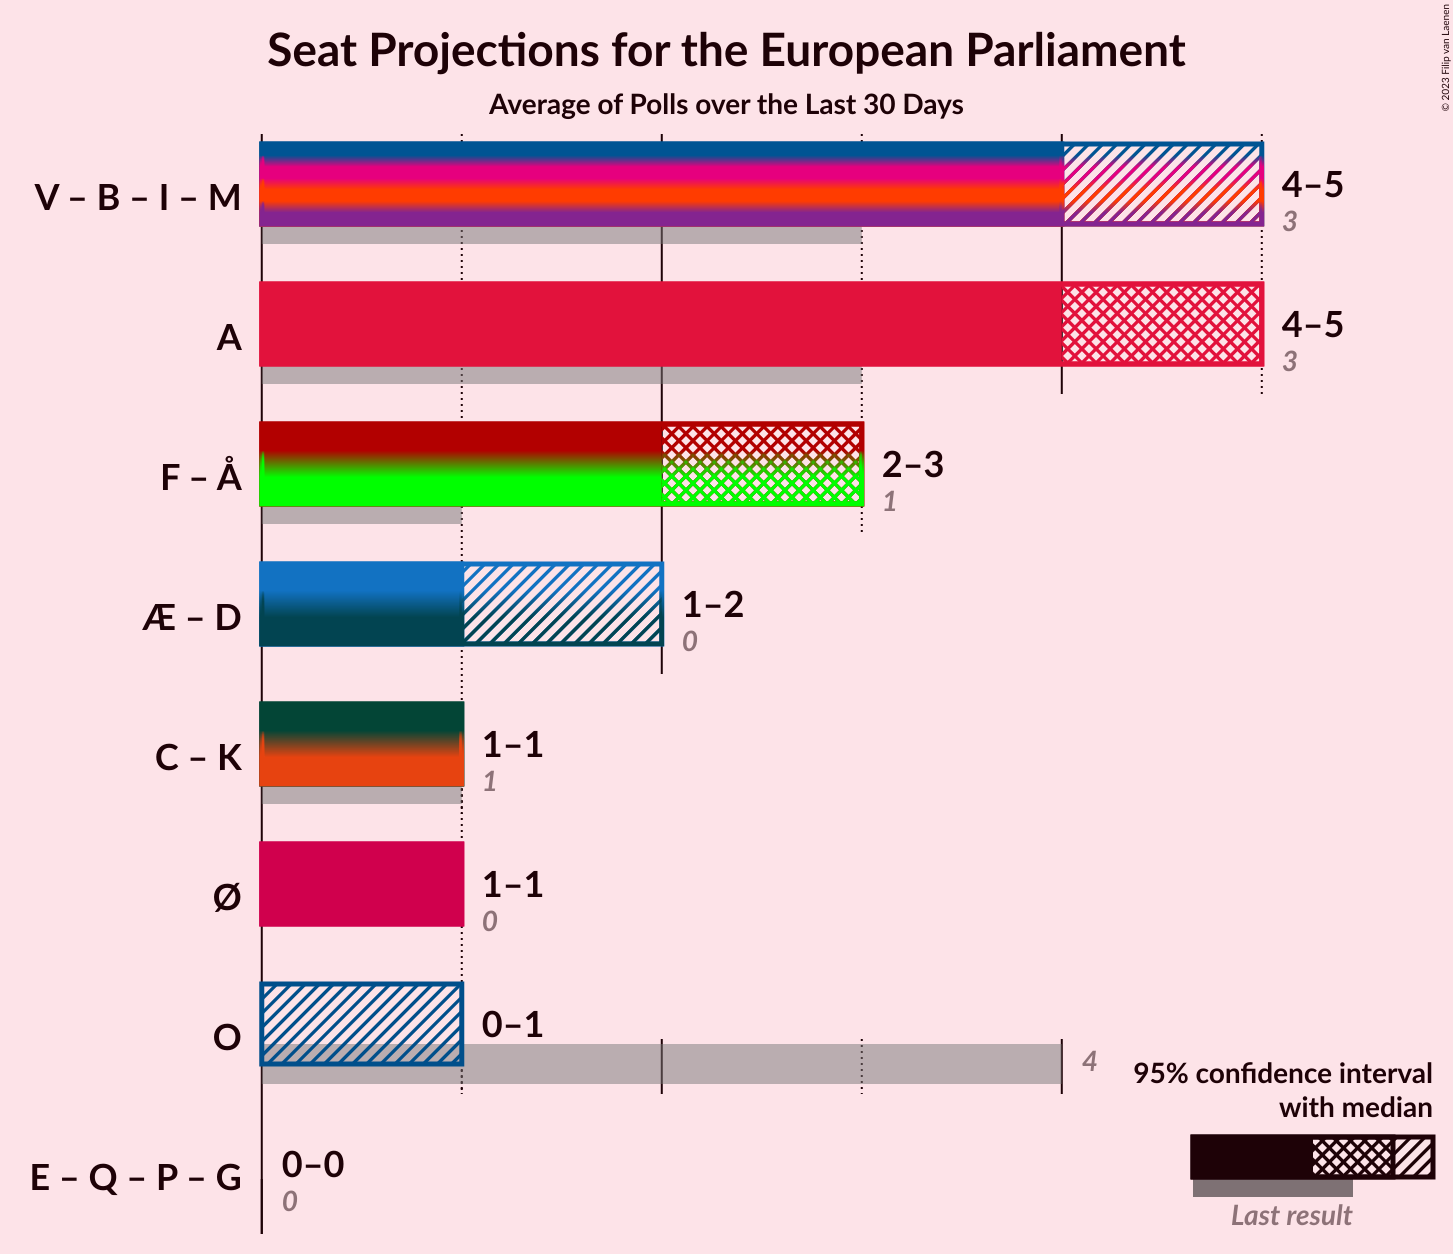 Seat Projections for the European Parliament
Average of Polls over the Last 30 Days
© 2023 Filip van Laenen
V – B – I – M
4–5
3
A
4–5
3
F – Å
2–3
1
Æ – D
1–2
0
C – K
1–1
1
Ø
1–1
0
O
0–1
4
E – Q – P – G
0–0
0
95% confidence interval
with median
Last result